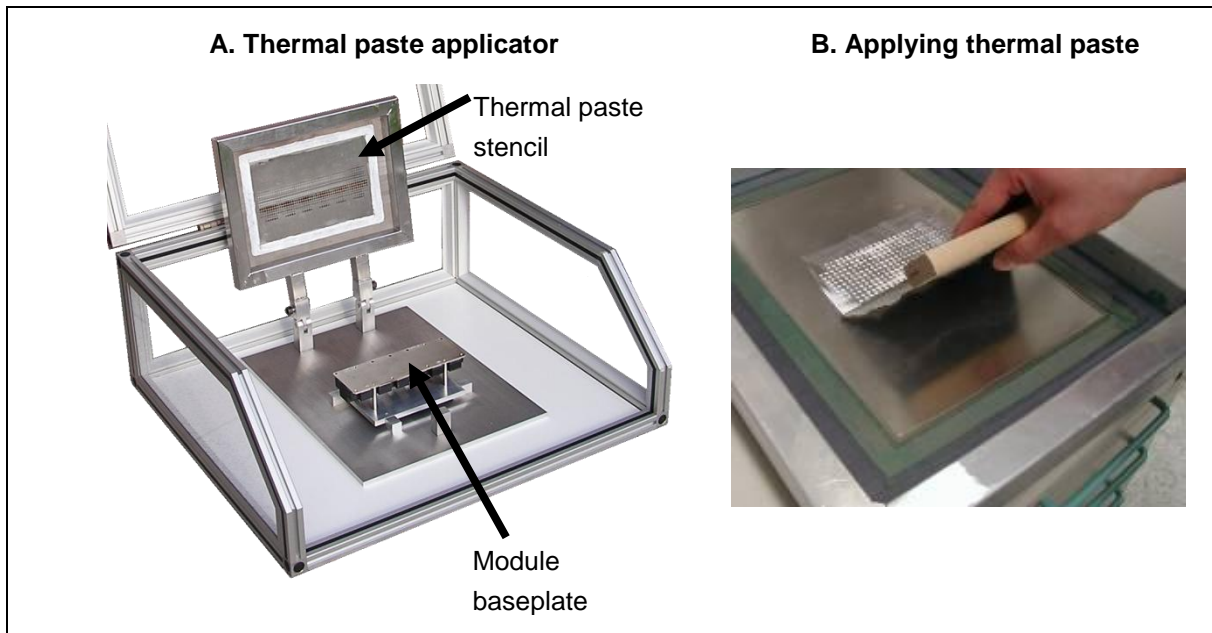 A. Thermal paste applicator
B. Applying thermal paste
Thermal paste
stencil
Module
baseplate